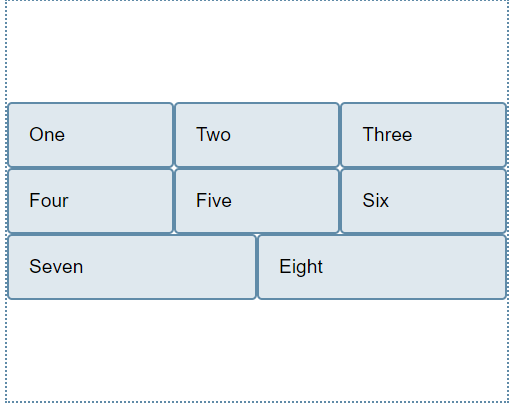 One Two Three
Four Five Six
Seven Eight